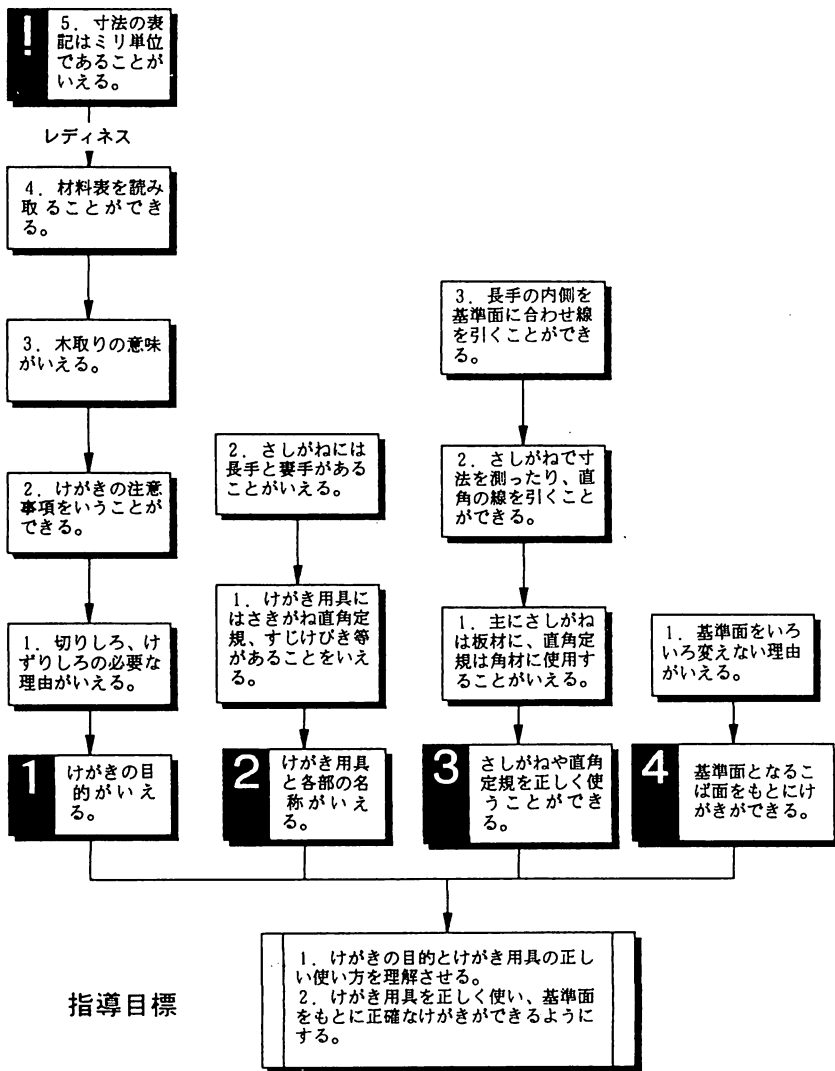 !
5．寸法の表
記はミリ単位
であることが
いえる。
レディネス
4．材料表を読み
取ることができ
る。
3．木取りの意味
がいえる。
2．けがきの注意
事項をいうことが
できる。
1．切りしろ、け
ずりしろの必要な
理由がいえる。
1
けがきの目
的がいえ
る。
2．さしがねには
長手と妻手がある
ことがいえる。
1．けがき用具に
はさきがね直角定
規、すじけびき等
があることをいえ
る。
2
けがき用具
と各部の名
称がいえ
る。
3．長手の内側を
基準面に合わせ線
を引くことができ
る。
2．さしがねで寸
法を測ったり、直
角の線を引くこと
ができる。
1．主にさしがね
は板材に、直角定
規は角材に使用す
ることがいえる。
3
さしがねや直角
定規を正しく使
うことができ
る。
1．基準面をいろ
いろ変えない理由
がいえる。
4
基準面となるこ
ば面をもとにけ
がきができる。
指導目標
1．けがきの目的とけがき用具の正し
い使い方を理解させる。
2．けがき用具を正しく使い、基準面
をもとに正確なけがきができるように
する。